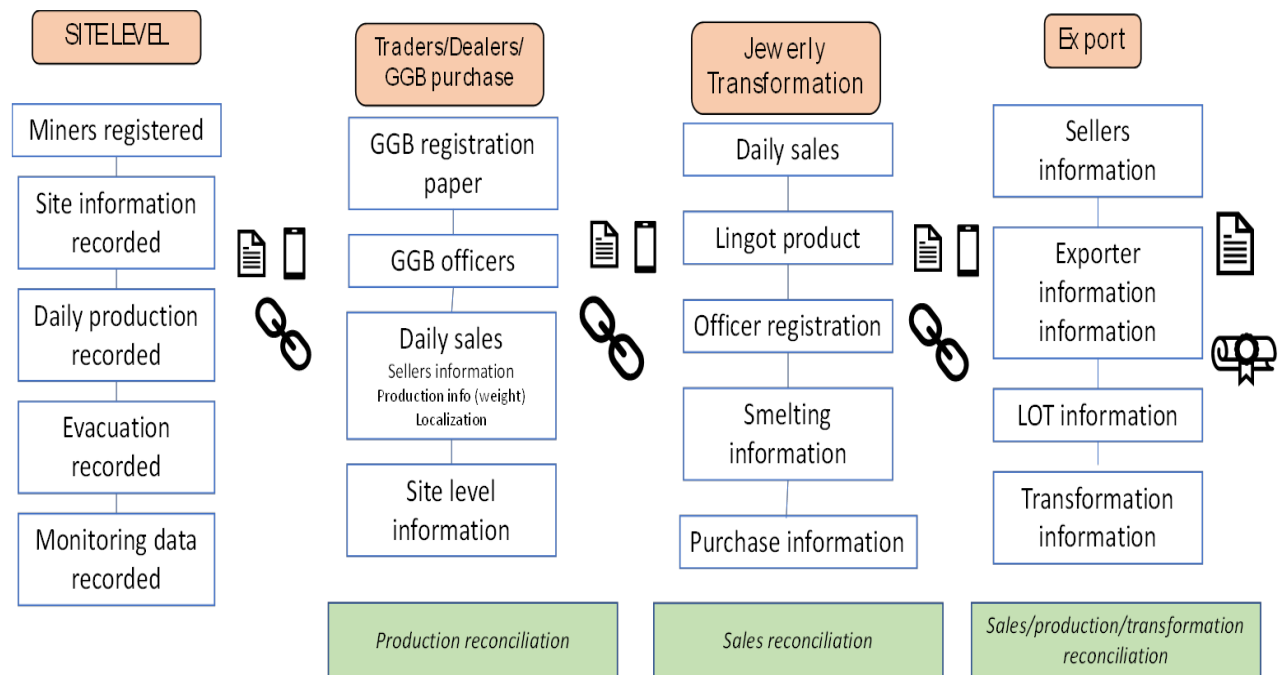 SITE LEVEL
Miners registered
Site information
recorded
Daily production
recorded
Evacuation
recorded
Monitoring data
recorded
Traders/Dealers/
GGB purchase
GGB registration
paper
GGB officers
Daily sales
Sellers information
Production info (weight)
Localization
Site level
information
Production reconciliation
Jewerly
Transformation
Daily sales
Lingot product
Officer registration
Smelting
information
Purchase information
Sales reconciliation
Export
Sellers
information
Exporter
information
information
LOT information
Transformation
information
Sales/production/transformation
reconciliation